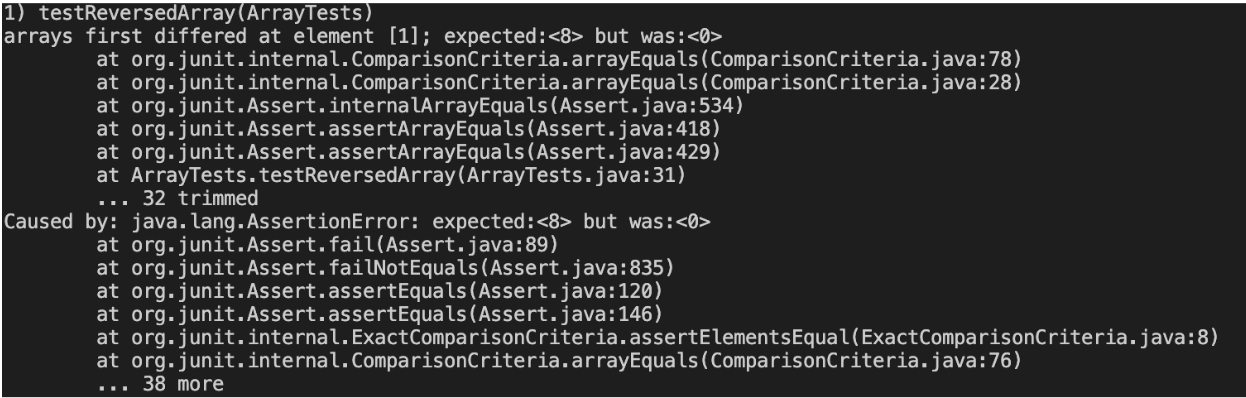 1) testReversedArray(ArrayTests)
arrays first differed at element [1]; expected:<8> but was:<0>
at org.junit.internal.ComparisonCriteria.arrayEquals(ComparisonCriteria.java:78)
at org.junit.internal.ComparisonCriteria.arrayEquals(ComparisonCriteria.java:28)
at org.junit.Assert.internalArrayEquals(Assert.java:534)
at org.junit.Assert.assertArrayEquals(Assert.java:418)
at org.junit.Assert.assertArrayEquals(Assert.java:429)
at ArrayTests.testReversedArray(ArrayTests.java:31)
... 32 trimmed
Caused by: java.lang.AssertionError: expected:<8> but was:<0>
at org.junit.Assert.fail(Assert.java:89)
at org.junit.Assert.failNotEquals(Assert.java:835)
at org.junit.Assert.assertEquals(Assert.java:120)
at org.junit.Assert.assertEquals(Assert.java:146)
at org.junit.internal.ExactComparisonCriteria.assertElementsEqual(ExactComparisonCriteria.java:8)
at org.junit.internal.ComparisonCriteria.arrayEquals(ComparisonCriteria.java:76)
... 38 more